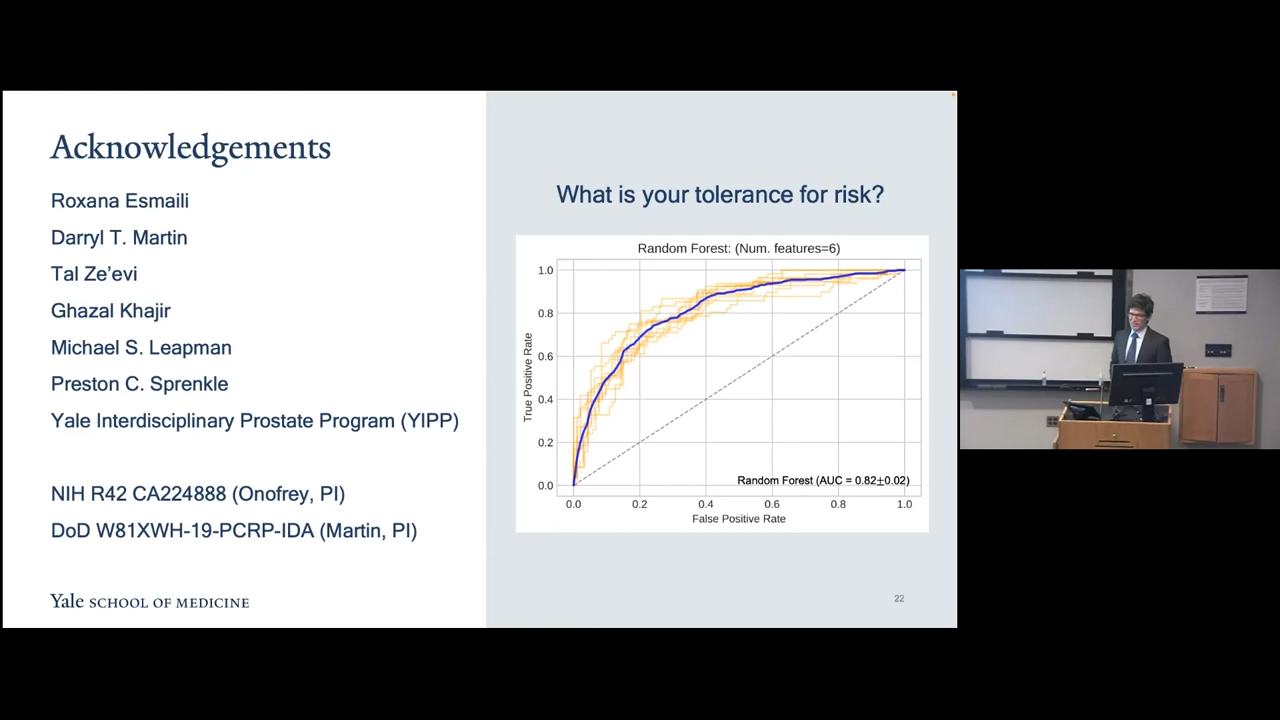 Acknowledgements
Roxana Esmaili
Darryl T. Martin
Tal Ze'evi
Ghazal Khajir
Michael S. Leapman
Preston C. Sprenkle
Yale Interdisciplinary Prostate Program (YIPP)
NIH R42 CA224888 (Onofrey, PI)
DoD W81XWH-19-PCRP-IDA (Martin, PI)
Yale SCHOOL OF MEDICINE
What is your tolerance for risk?
Random Forest: (Num. features=6)
True Positive Rate
1.0
0.8
0.6
0.4
0.2
0.0
Random Forest (AUC = 0.82±0.02)
0.0 0.2 0.4 0.6 0.8 1.0
False Positive Rate
22